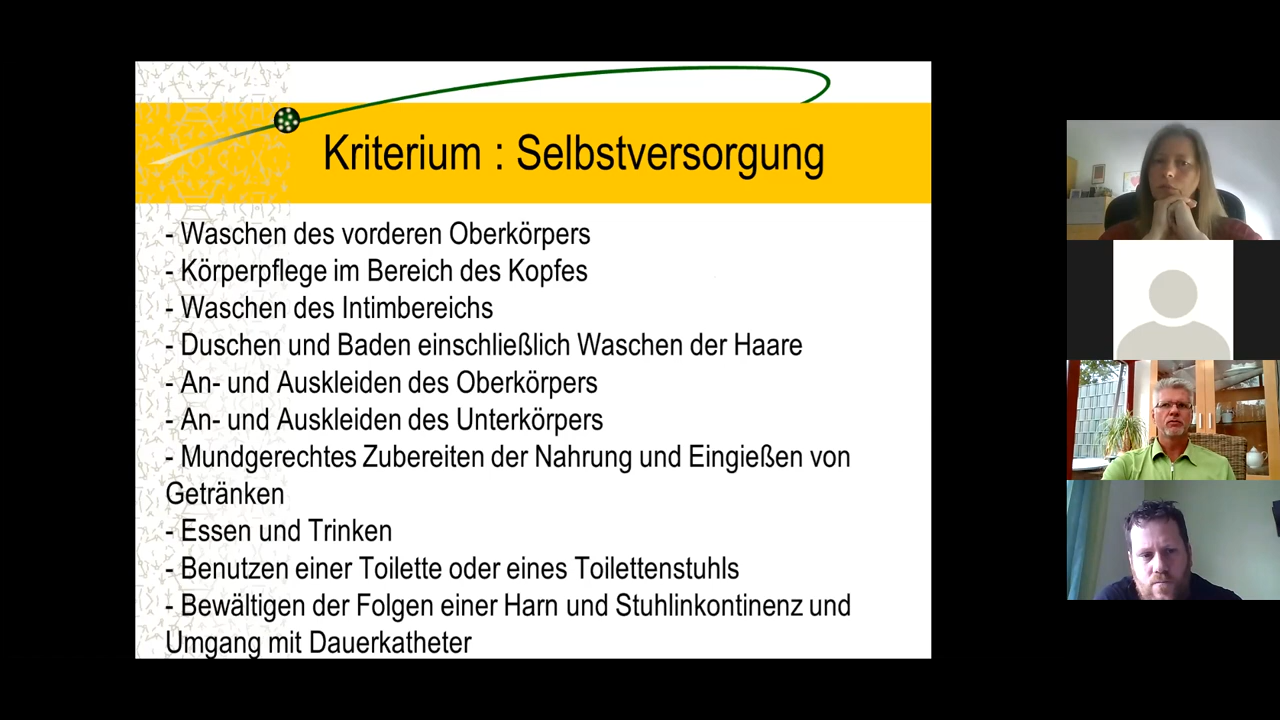 Kriterium : Selbstversorgung
- Waschen des vorderen Oberkörpers
- Körperpflege im Bereich des Kopfes
- Waschen des Intimbereichs
- Duschen und Baden einschließlich Waschen der Haare
- An- und Auskleiden des Oberkörpers
- An- und Auskleiden des Unterkörpers
- Mundgerechtes Zubereiten der Nahrung und Eingießen von
Getränken
- Essen und Trinken
- Benutzen einer Toilette oder eines Toilettenstuhls
- Bewältigen der Folgen einer Harn und Stuhlinkontinenz und
Umgang mit Dauerkatheter